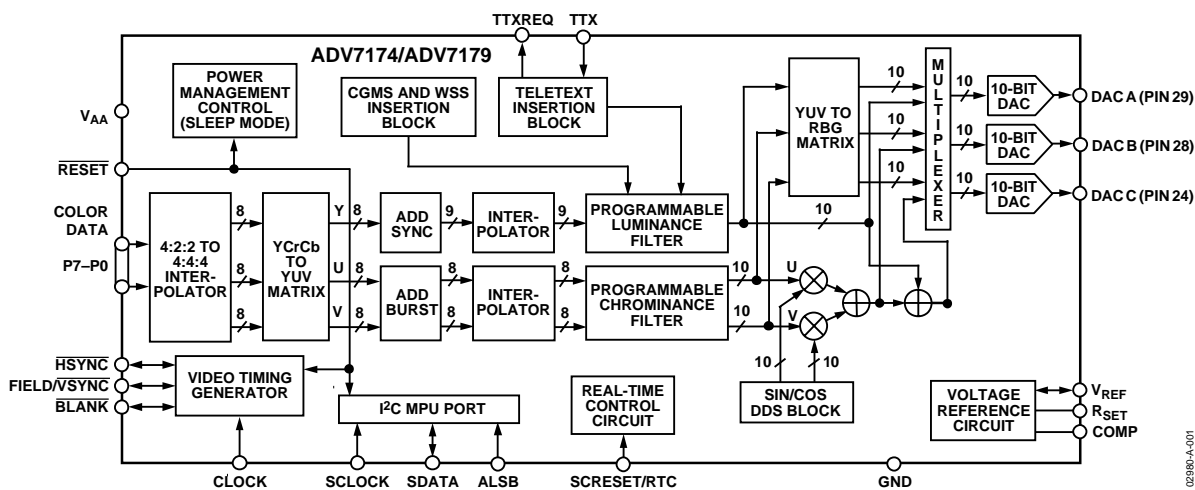 TTXREQ TTX
ADV7174/ADV7179
POWER
MANAGEMENT
CONTROL
(SLEEP MODE)
CGMS AND WSS
INSERTION
BLOCK
TELETEXT
INSERTION
BLOCK
YUV TO
RBG
MATRIX
10
10
10
MULTIPLEXER
10
10
10
10-BIT
DAC
10-BIT
DAC
10-BIT
DAC
DAC A (PIN 29)
DAC B (PIN 28)
DAC C (PIN 24)
VAA
RESET
COLOR
DATA
P7–P0
4:2:2 TO
4:4:4
INTER-
POLATOR
8
8
8
YCrCb
TO
YUV
MATRIX
Y 8
U 8
V 8
ADD
SYNC
9
INTER-
POLATOR
9
PROGRAMMABLE
LUMINANCE
FILTER
10
ADD
BURST
8
8
INTER-
POLATOR
8
8
PROGRAMMABLE
CHROMINANCE
FILTER
10
10
U
V
10 10
SIN/COS
DDS BLOCK
HSYNC
FIELD/VSYNC
BLANK
VIDEO TIMING
GENERATOR
I2C MPU PORT
REAL-TIME
CONTROL
CIRCUIT
VOLTAGE
REFERENCE
CIRCUIT
VREF
RSET
COMP
CLOCK SCLOCK SDATA ALSB SCRESET/RTC GND
02980-A-001